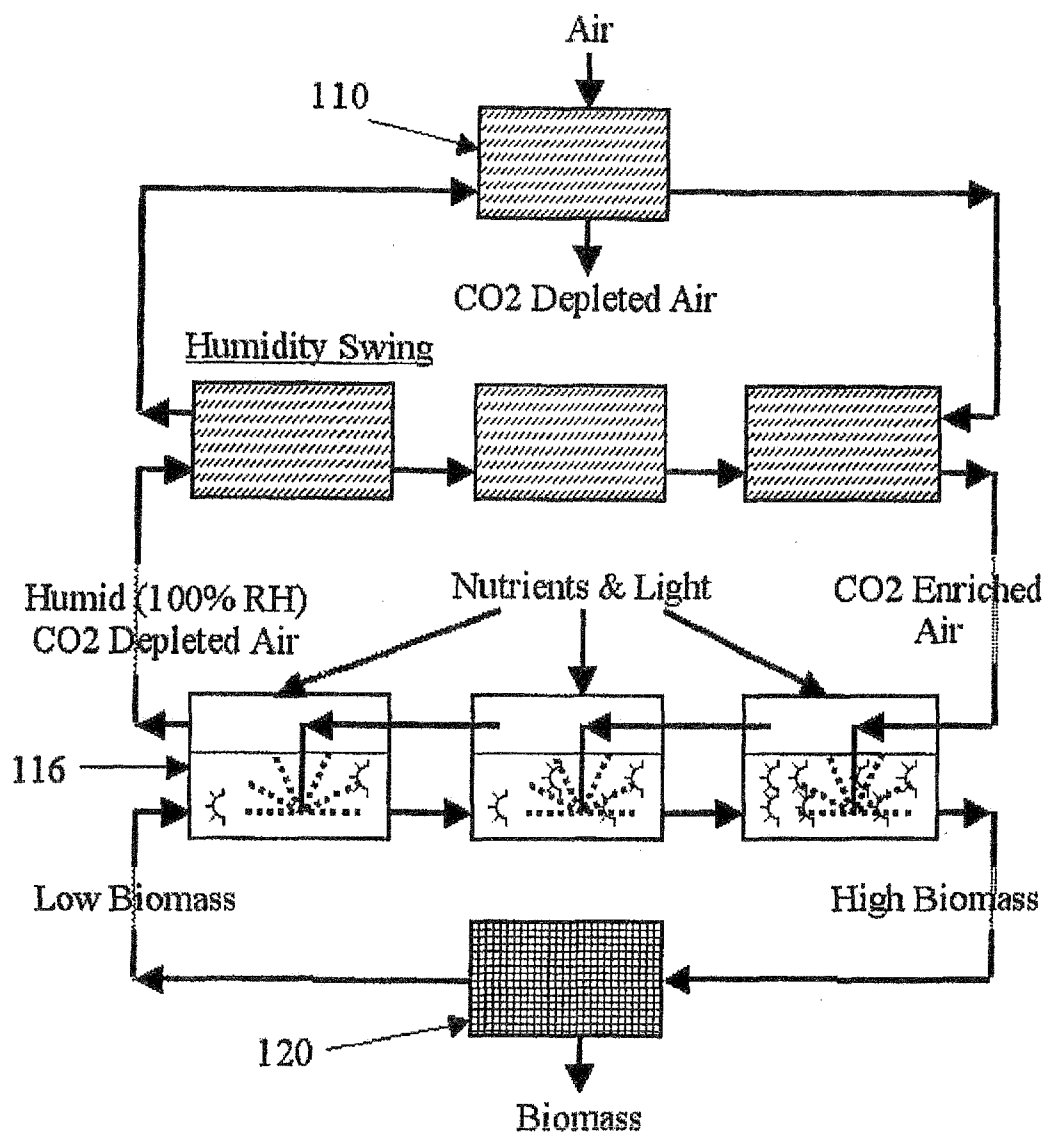 Air
110
CO2 Depleted Air
Humidity Swing
Humid (100% RH)
CO2 Depleted Air
Nutrients & Light
CO2 Enriched
Air
116
Low Biomass
High Biomass
120
Biomass